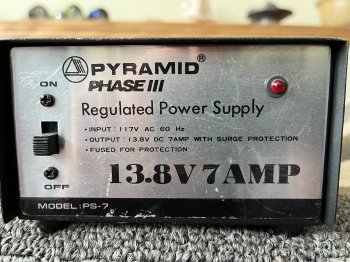 PYRAMID®
PHASE III
ON
Regulated Power Supply
• INPUT: 117V AC 60 Hz
• OUTPUT: 13.8V DC 7AMP WITH SURGE PROTECTION
• FUSED FOR PROTECTION
OFF
13.8V 7AMP
MODEL: PS-7